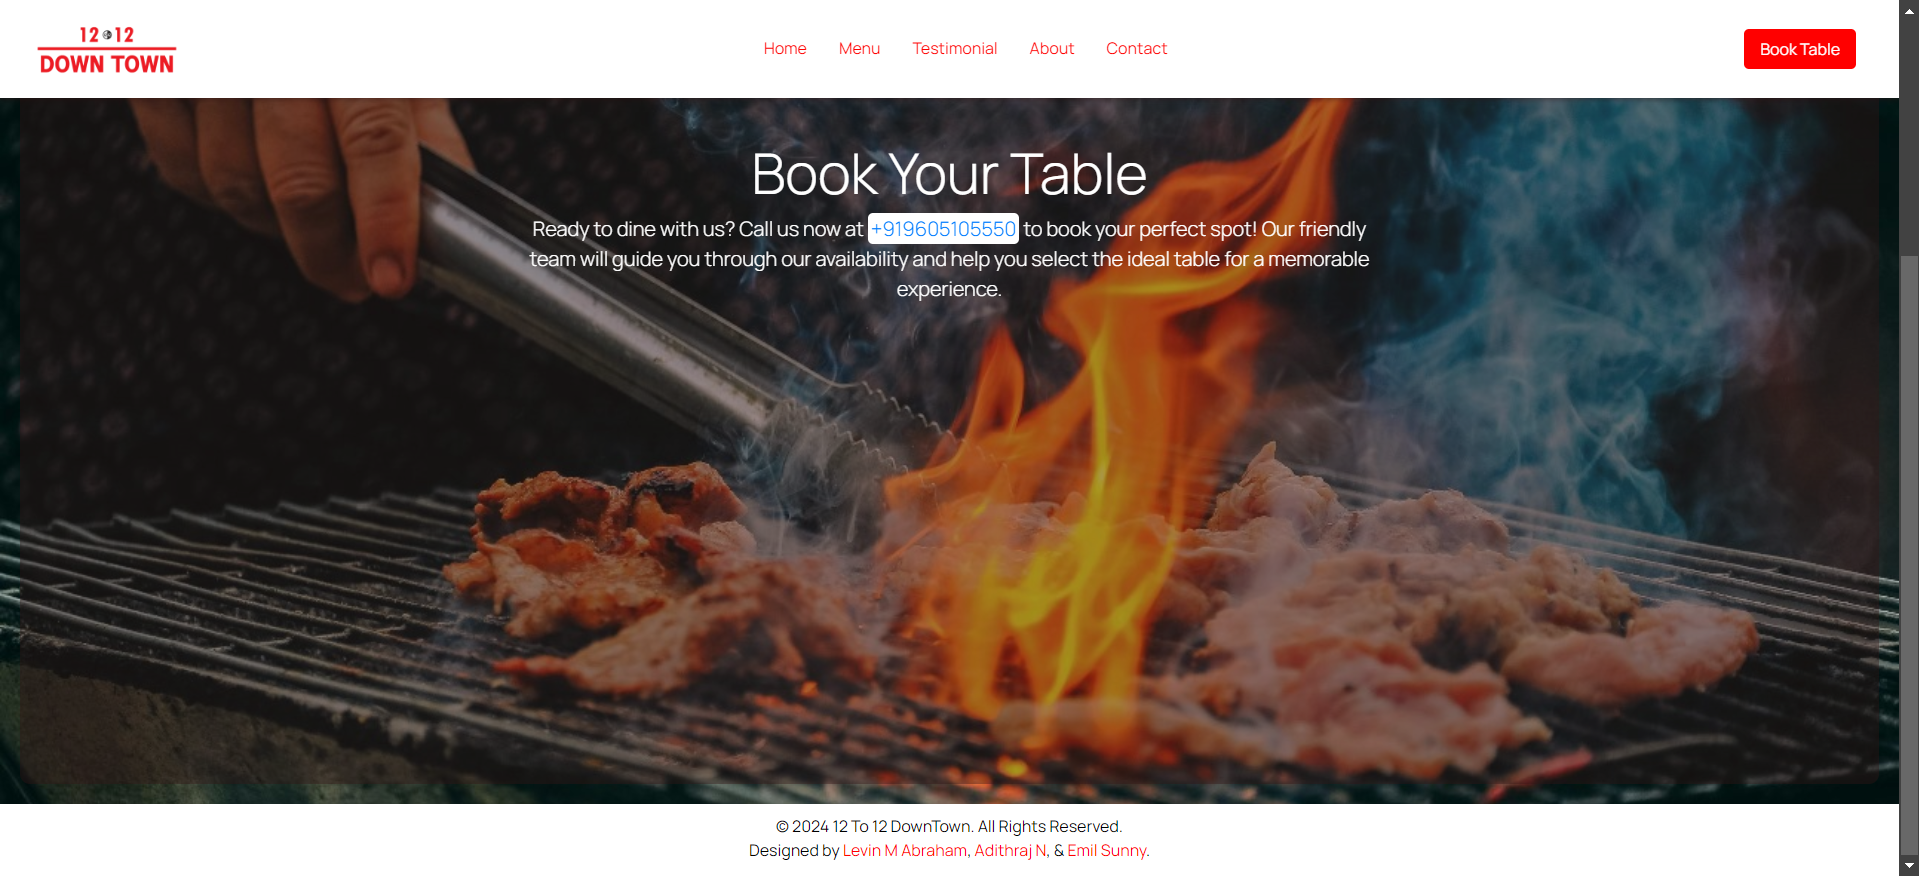 12 12
DOWN TOWN
Home Menu Testimonial About Contact
Book Table
Book Your Table
Ready to dine with us? Call us now at +919605105550 to book your perfect spot! Our friendly
team will guide you through our availability and help you select the ideal table for a memorable
experience.
© 2024 12 To 12 DownTown. All Rights Reserved.
Designed by Levin M Abraham, Adithraj N, & Emil Sunny.